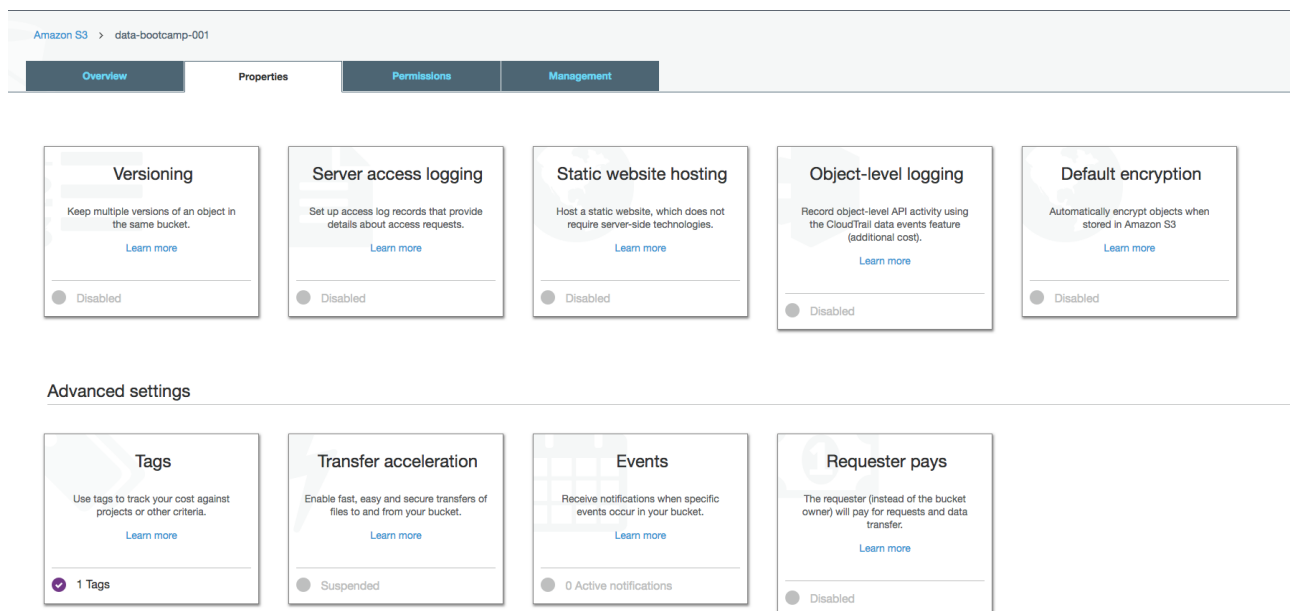 Amazon S3 > data-bootcamp-001
Overview
Properties
Permissions
Management
Versioning
Keep multiple versions of an object in
the same bucket.
Learn more
Disabled
Server access logging
Set up access log records that provide
details about access requests.
Learn more
Disabled
Static website hosting
Host a static website, which does not
require server-side technologies.
Learn more
Disabled
Object-level logging
Record object-level API activity using
the CloudTrail data events feature
(additional cost).
Learn more
Disabled
Default encryption
Automatically encrypt objects when
stored in Amazon S3
Learn more
Disabled
Advanced settings
Tags
Use tags to track your cost against
projects or other criteria.
Learn more
1 Tags
Transfer acceleration
Enable fast, easy and secure transfers of
files to and from your bucket.
Learn more
Suspended
Events
Receive notifications when specific
events occur in your bucket.
Learn more
0 Active notifications
Requester pays
The requester (instead of the bucket
owner) will pay for requests and data
transfer.
Learn more
Disabled